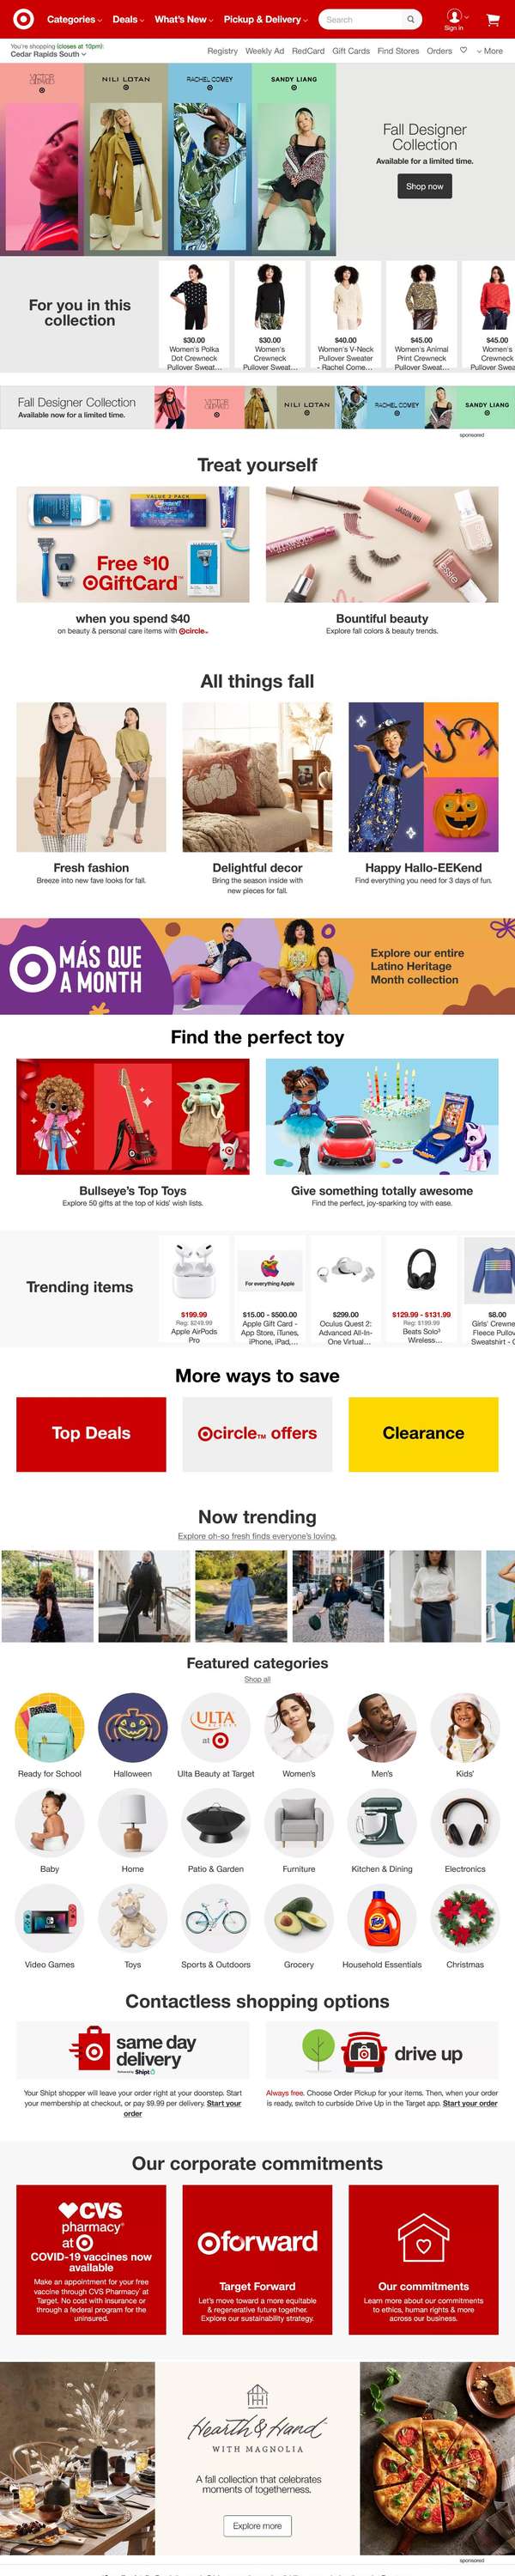 Categories Deals What's New Pickup & Delivery Search Sign in
You're shopping (closes at 10pm):
Cedar Rapids South
Registry Weekly Ad RedCard Gift Cards Find Stores Orders More
NILI LOTAN RACHEL COMEY SANDY LIANG
Fall Designer
Collection
Available for a limited time.
Shop now
For you in this
collection
$30.00
Women's Polka
Dot Crewneck
Pullover Sweat...
$30.00
Women's
Crewneck
Pullover Sweat...
$40.00
Women's V-Neck
Pullover Sweater
- Rachel Come...
$45.00
Women's Animal
Print Crewneck
Pullover Sweat...
$45.00
Women's
Crewneck
Pullover Swea
Fall Designer Collection
Available now for a limited time.
NILI LOTAN RACHEL COMEY SANDY LIANG
sponsored
Treat yourself
VALUE 2 PACK
Free $10
GiftCard™
JASON WU
essie
when you spend $40
on beauty & personal care items with circle™
Bountiful beauty
Explore fall colors & beauty trends.
All things fall
Fresh fashion
Breeze into new fave looks for fall.
Delightful decor
Bring the season inside with
new pieces for fall.
Happy Hallo-EEKend
Find everything you need for 3 days of fun.
MÁS QUE
A MONTH
Explore our entire
Latino Heritage
Month collection
Find the perfect toy
Bullseye's Top Toys
Explore 50 gifts at the top of kids' wish lists.
Give something totally awesome
Find the perfect, joy-sparking toy with ease.
Trending items
$199.99
Reg: $249.99
Apple AirPods
Pro
For everything Apple
$15.00 - $500.00
Apple Gift Card -
App Store, iTunes,
iPhone, iPad,...
$299.00
Oculus Quest 2:
Advanced All-In-
One Virtual...
$129.99 - $131.99
Reg: $199.99
Beats Solo³
Wireless...
$8.00
Girls' Crewne
Fleece Pullov
Sweatshirt - C
More ways to save
Top Deals
circle™ offers
Clearance
Now trending
Explore oh-so fresh finds everyone's loving.
Featured categories
Shop all
ULTA
BEAUTY
at
Ready for School
Halloween
Ulta Beauty at Target
Women's
Men's
Kids'
Baby
Home
Patio & Garden
Furniture
Kitchen & Dining
Electronics
Tide
Video Games
Toys
Sports & Outdoors
Grocery
Household Essentials
Christmas
Contactless shopping options
same day
delivery
Shipt
drive up
Your Shipt shopper will leave your order right at your doorstep. Start
your membership at checkout, or pay $9.99 per delivery. Start your
order
Always free. Choose Order Pickup for your items. Then, when your order
is ready, switch to curbside Drive Up in the Target app. Start your order
Our corporate commitments
CVS
pharmacy®
at
COVID-19 vaccines now
available
Make an appointment for your free
vaccine through CVS Pharmacy® at
Target. No cost with insurance or
through a federal program for the
uninsured.
forward
Target Forward
Let's move toward a more equitable
& regenerative future together.
Explore our sustainability strategy.
Our commitments
Learn more about our commitments
to ethics, human rights & more
across our business.
Hearth & Hand™
WITH MAGNOLIA
A fall collection that celebrates
moments of togetherness.
Explore more
sponsored